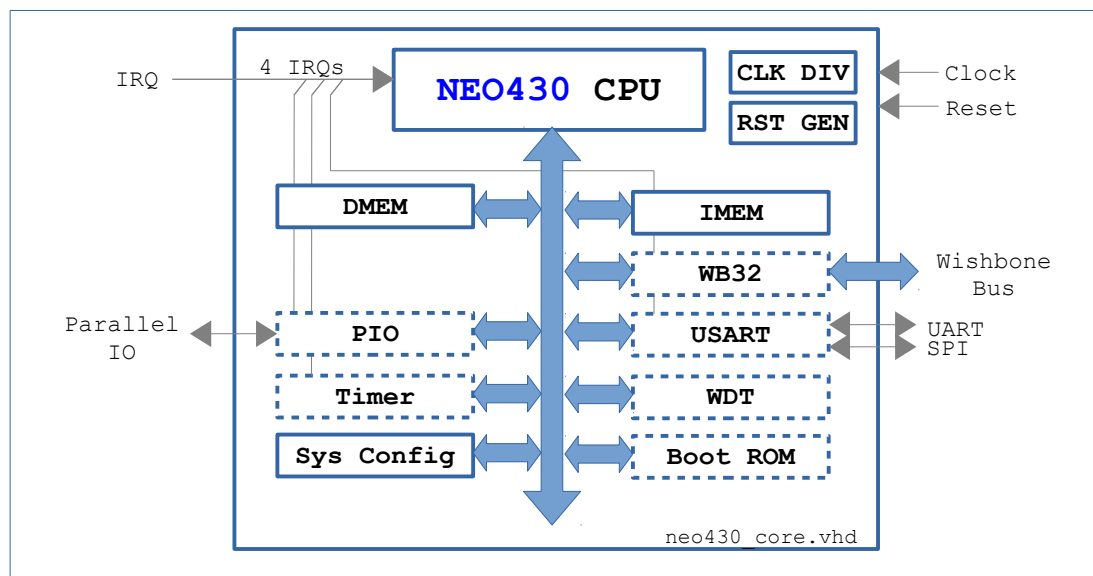 IRQ
4 IRQs
NEO430 CPU
CLK DIV
RST GEN
Clock
Reset
DMEM
IMEM
WB32
Wishbone
Bus
Parallel
IO
PIO
USART
UART
SPI
Timer
WDT
Sys Config
Boot ROM
neo430_core.vhd